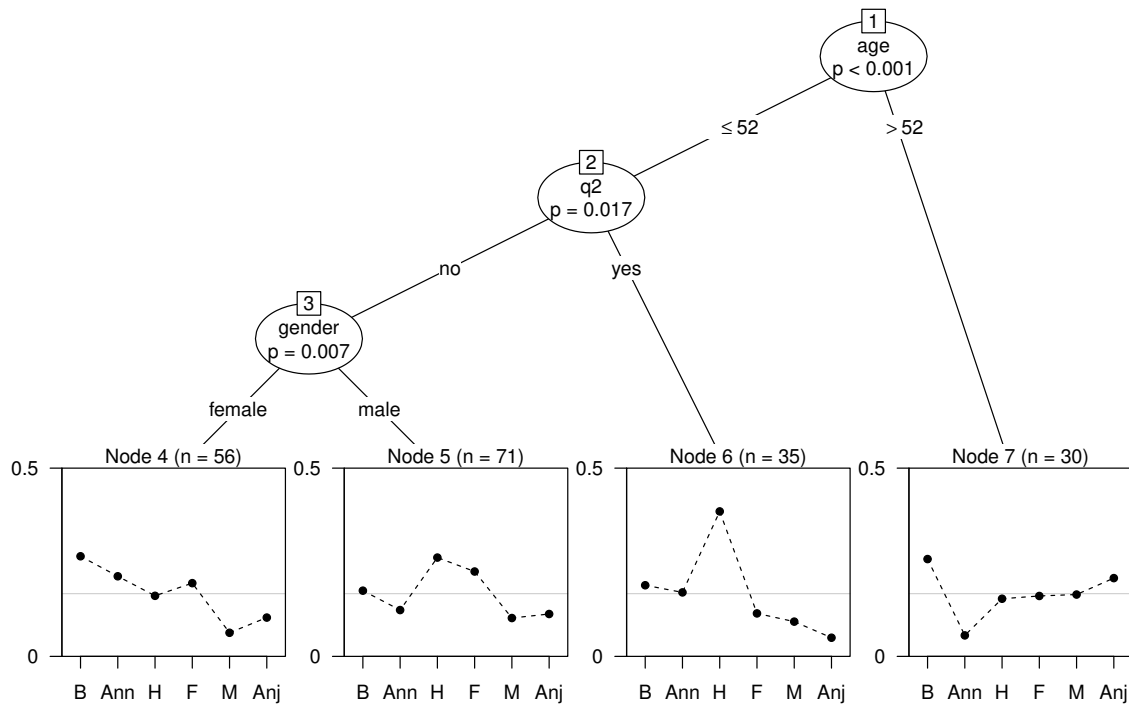 1
age
p < 0.001
≤ 52
> 52
2
q2
p = 0.017
no
yes
3
gender
p = 0.007
female
male
Node 4 (n = 56)
0.5
0
B Ann H F M Anj
Node 5 (n = 71)
0.5
0
B Ann H F M Anj
Node 6 (n = 35)
0.5
0
B Ann H F M Anj
Node 7 (n = 30)
0.5
0
B Ann H F M Anj